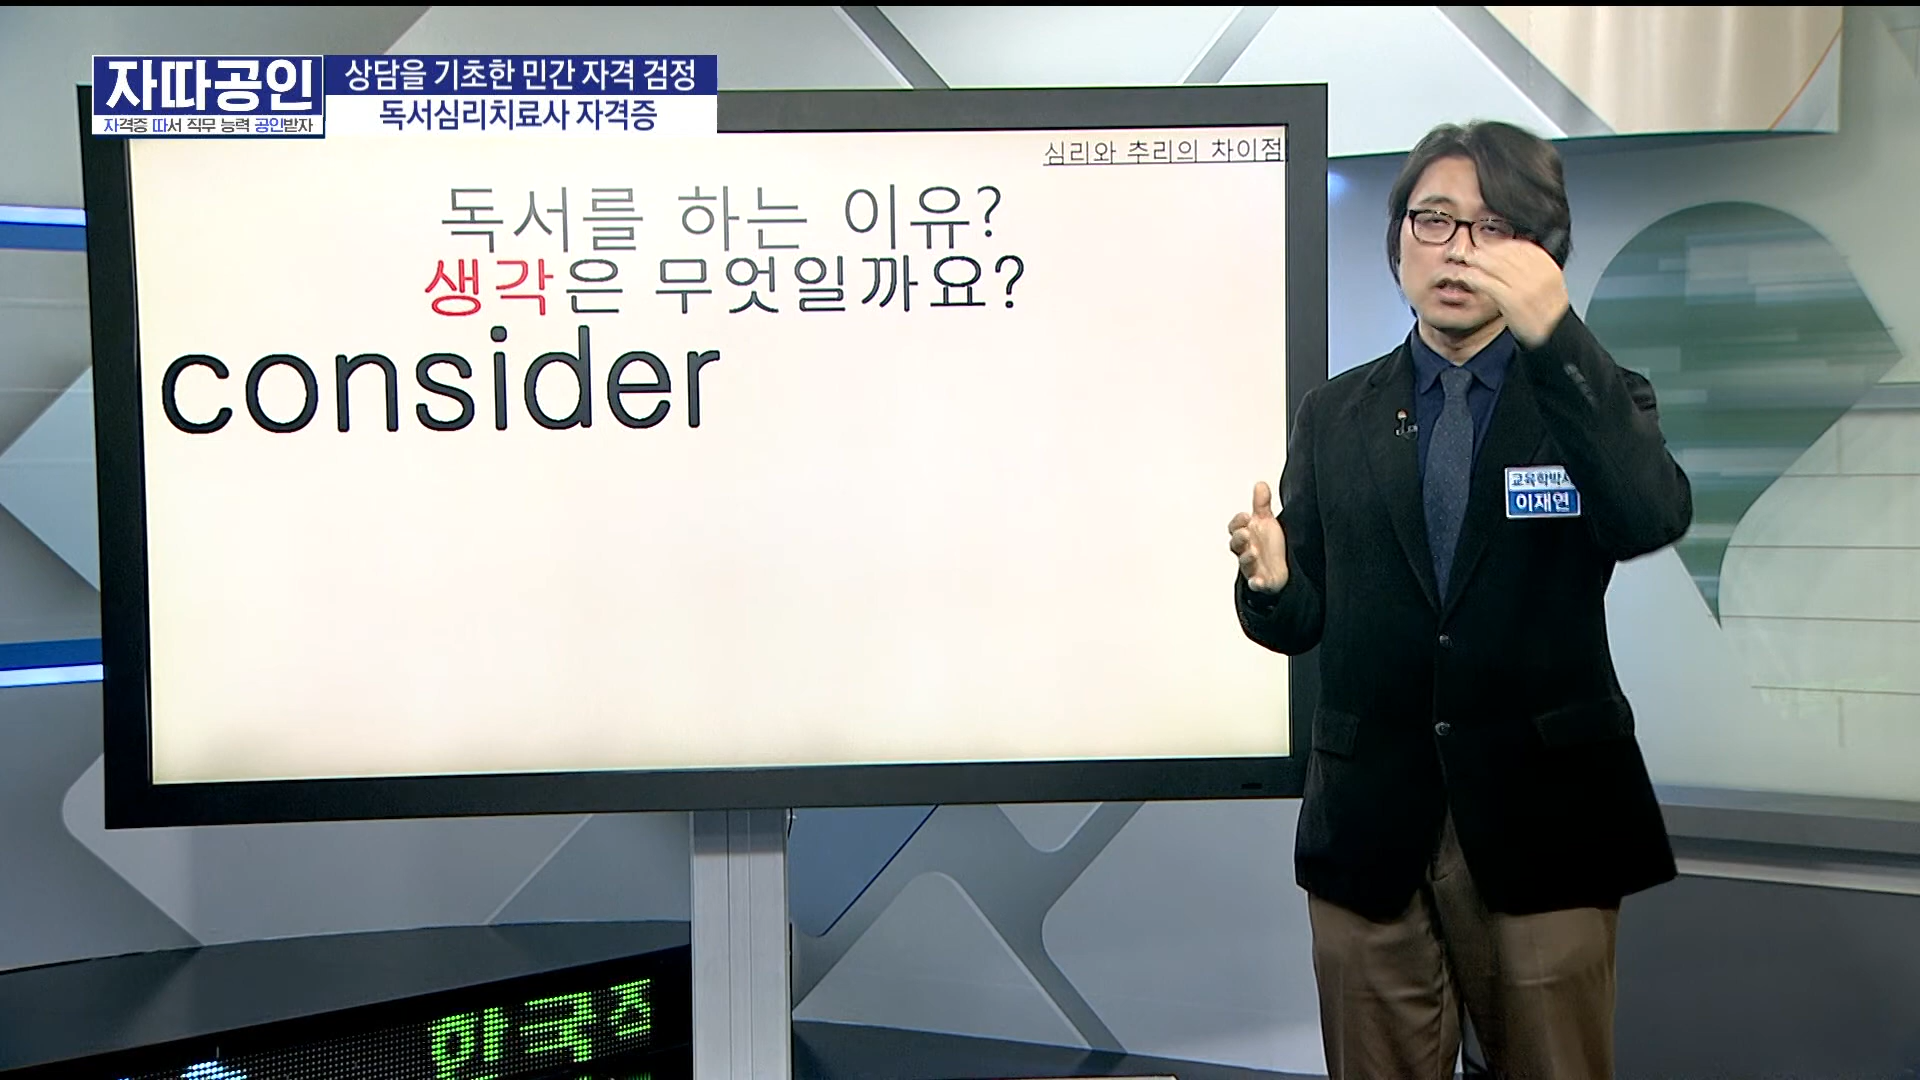 자따공인
자격증 따서 직무 능력 공인받자
상담을 기초한 민간 자격 검정
독서심리치료사 자격증
심리와 추리의 차이점
독서를 하는 이유?
생각은 무엇일까요?
consider
교육학박사
이재연
한국